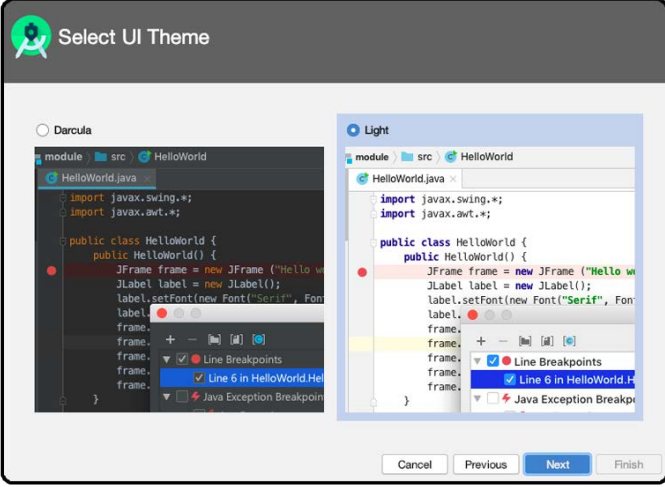 Select UI Theme
Darcula
module src HelloWorld
HelloWorld.java
import javax.swing.*;
import javax.awt.*;
public class HelloWorld {
public HelloWorld() {
JFrame frame = new JFrame ("Hello
JLabel label = new JLabel();
label.setFont(new Font("Serif",
label.
frame.
frame.
frame.
frame.
frame.
}
Line Breakpoints
Line 6 in HelloWorld.Hel
Java Exception Breakpoin
Light
module src HelloWorld
HelloWorld.java
import javax.swing.*;
import javax.awt.*;
public class HelloWorld {
public HelloWorld() {
JFrame frame = new JFrame ("Hello
JLabel label = new JLabel();
label.setFont(new Font("Serif",
label.
frame.
frame.
frame.
frame.
frame.
}
Line Breakpoints
Line 6 in HelloWorld.H
Java Exception Breakpo
Cancel Previous Next Finish